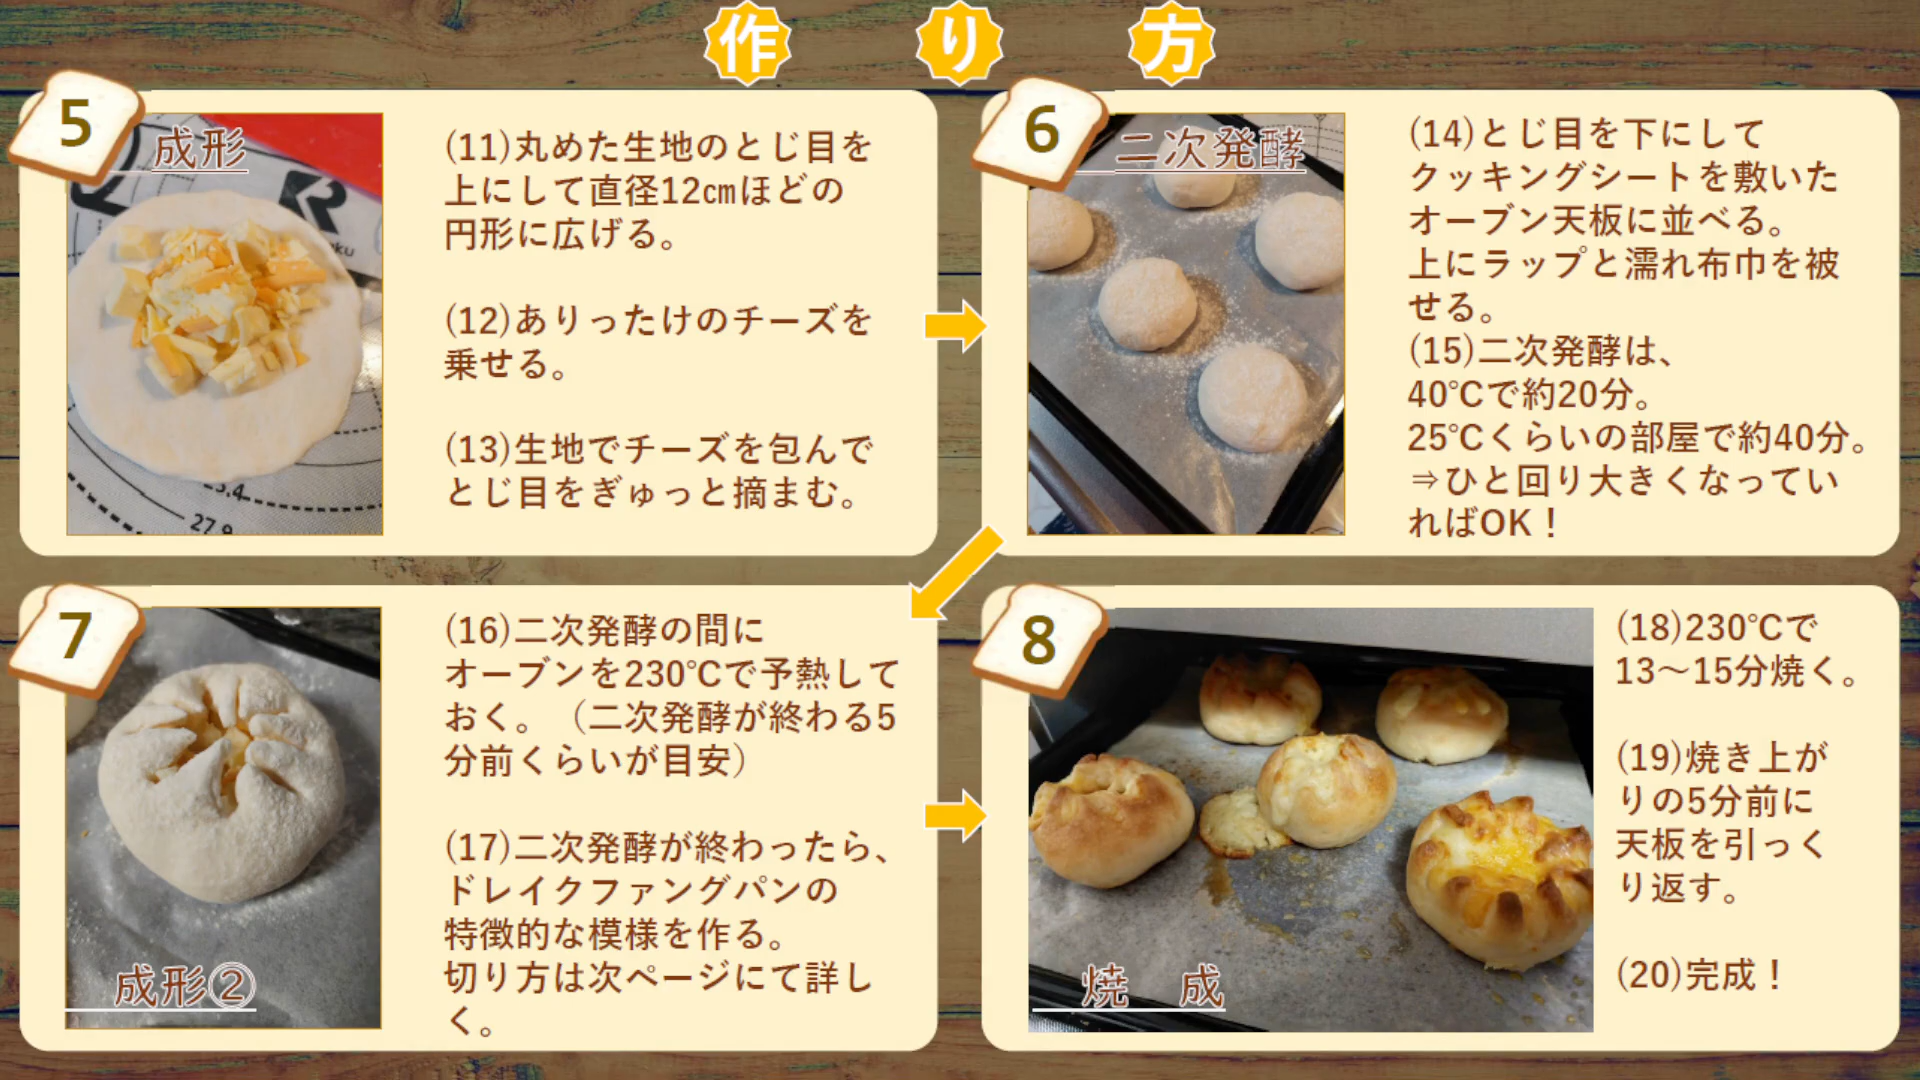 作り方
5
成形
(11)丸めた生地のとじ目を
上にして直径12㎝ほどの
円形に広げる。
(12)ありったけのチーズを
乗せる。
(13)生地でチーズを包んで
とじ目をぎゅっと摘まむ。
23.4
27.9
6
二次発酵
(14)とじ目を下にして
クッキングシートを敷いた
オーブン天板に並べる。
上にラップと濡れ布巾を被
せる。
(15)二次発酵は、
40℃で約20分。
25℃くらいの部屋で約40分。
⇒ひと回り大きくなってい
ればOK！
7
成形②
(16)二次発酵の間に
オーブンを230℃で予熱して
おく。（二次発酵が終わる5
分前くらいが目安）
(17)二次発酵が終わったら、
ドレイクファングパンの
特徴的な模様を作る。
切り方は次ページにて詳し
く。
8
焼　成
(18)230℃で
13～15分焼く。
(19)焼き上が
りの5分前に
天板を引っく
り返す。
(20)完成！